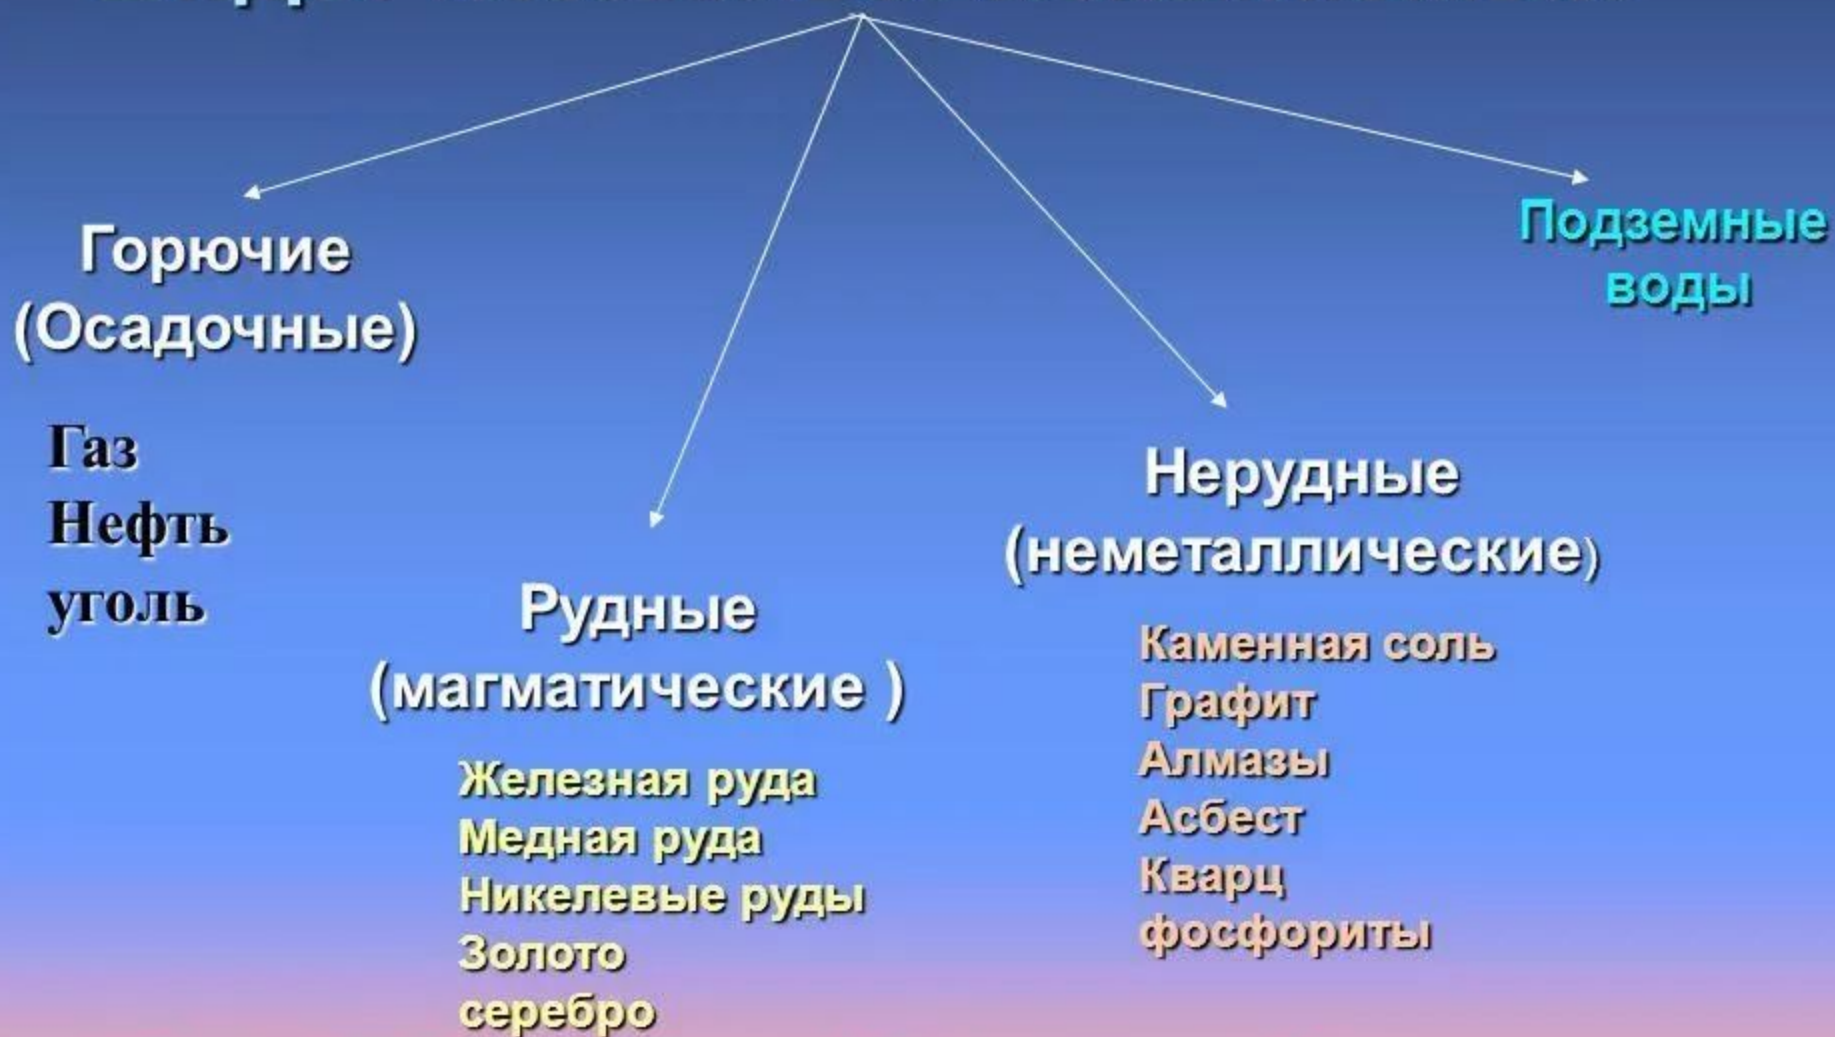 Горючие
(Осадочные)
Газ
Нефть
уголь
Рудные
(магматические )
Железная руда
Медная руда
Никелевые руды
Золото
серебро
Нерудные
(неметаллические)
Каменная соль
Графит
Алмазы
Асбест
Кварц
фосфориты
Подземные
воды